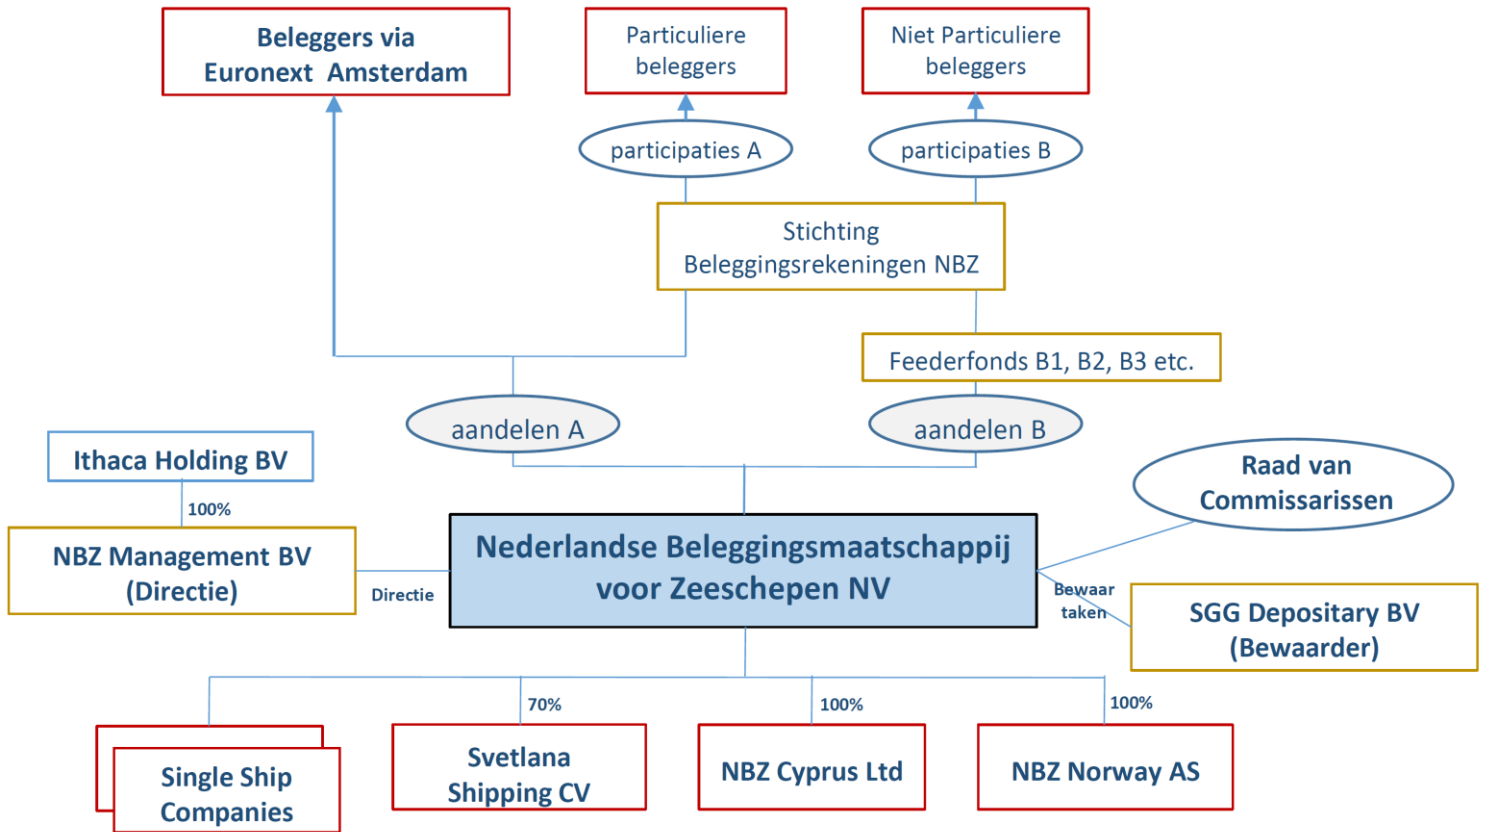 Beleggers via
Euronext Amsterdam
Particuliere
beleggers
Niet Particuliere
beleggers
participaties A
participaties B
Stichting
Beleggingsrekeningen NBZ
Feederfonds B1, B2, B3 etc.
aandelen A
aandelen B
Ithaca Holding BV
100%
NBZ Management BV
(Directie)
Directie
Nederlandse Beleggingsmaatschappij
voor Zeeschepen NV
Raad van
Commissarissen
Bewaar
taken
SGG Depositary BV
(Bewaarder)
Single Ship
Companies
70%
Svetlana
Shipping CV
100%
NBZ Cyprus Ltd
100%
NBZ Norway AS